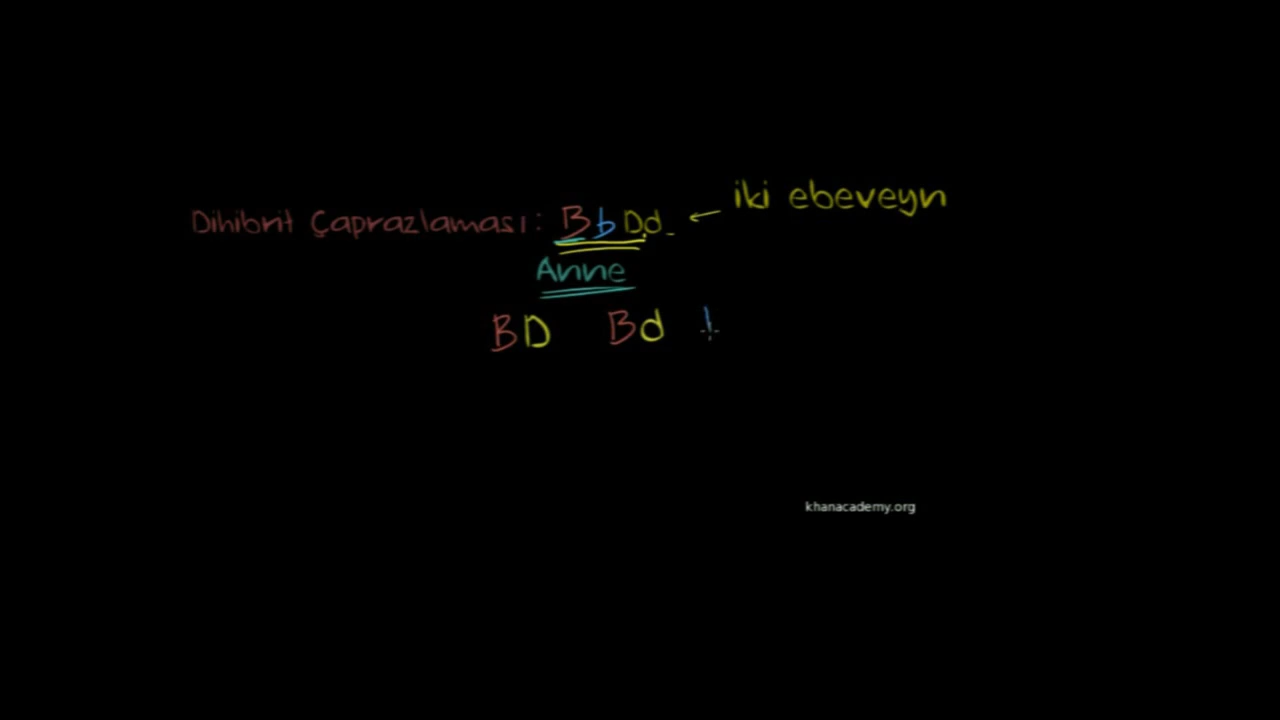 iki ebeveyn
Dihibrit Çaprazlaması: BbDd
Anne
BD Bd
khanacademy.org